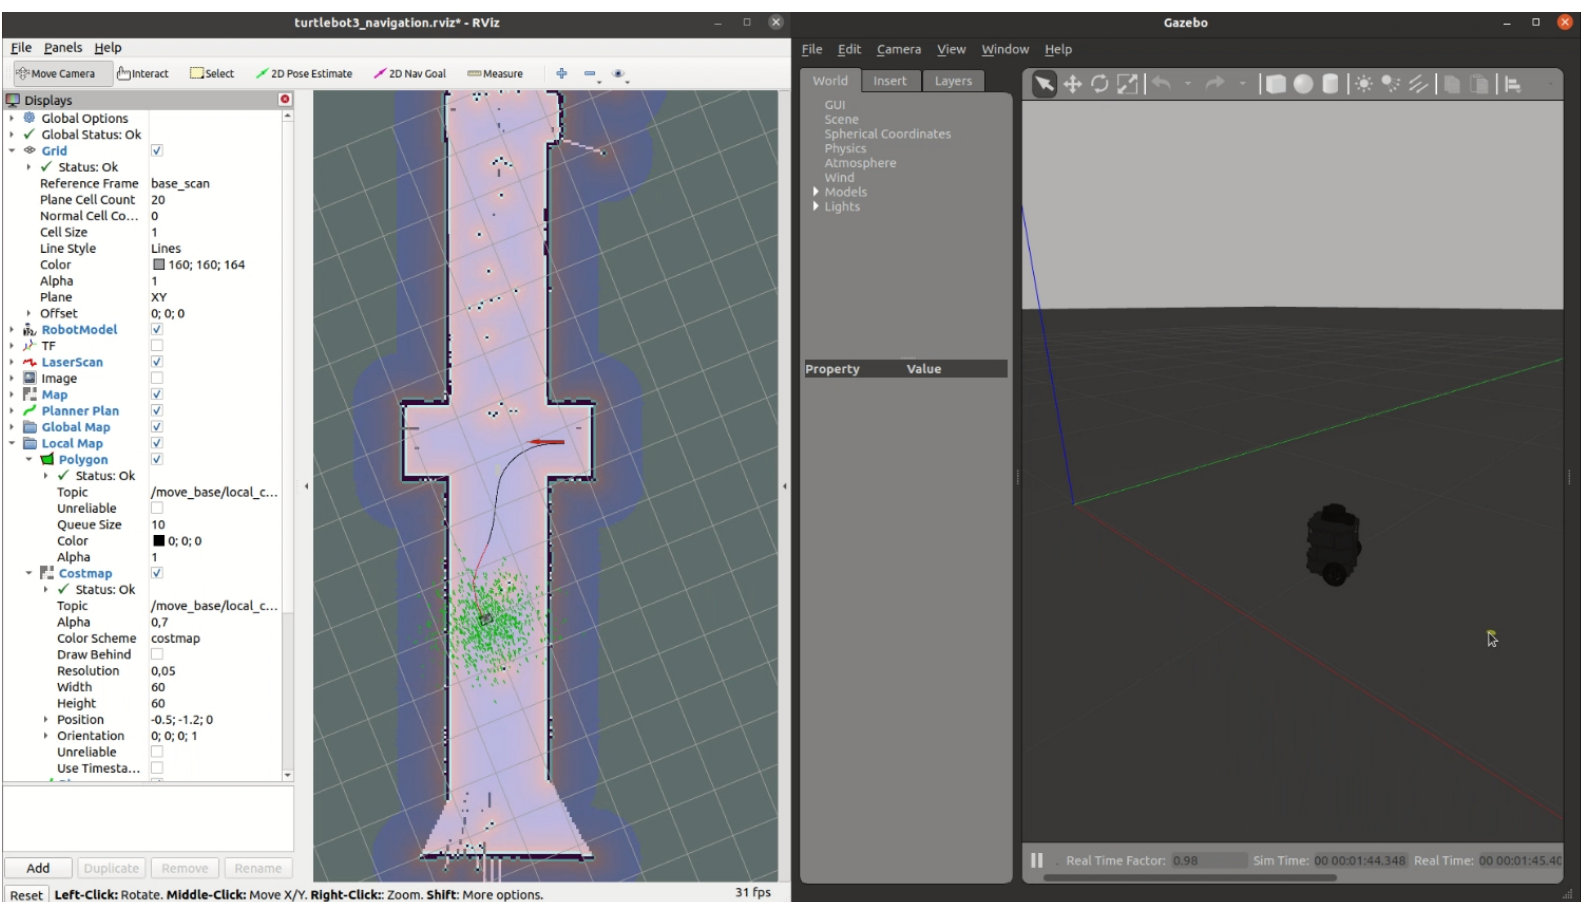 turtlebot3_navigation.rviz* - RViz
File Panels Help
Move Camera Interact Select 2D Pose Estimate 2D Nav Goal Measure
Displays
Global Options
Global Status: Ok
Grid
Status: Ok
Reference Frame base_scan
Plane Cell Count 20
Normal Cell Co... 0
Cell Size 1
Line Style Lines
Color 160; 160; 164
Alpha 1
Plane XY
Offset 0; 0; 0
RobotModel
TF
LaserScan
Image
Map
Planner Plan
Global Map
Local Map
Polygon
Status: Ok
Topic /move_base/local_c...
Unreliable
Queue Size 10
Color 0; 0; 0
Alpha 1
Costmap
Status: Ok
Topic /move_base/local_c...
Alpha 0,7
Color Scheme costmap
Draw Behind
Resolution 0,05
Width 60
Height 60
Position -0.5; -1.2; 0
Orientation 0; 0; 0; 1
Unreliable
Use Timesta...
Add Duplicate Remove Rename
Reset Left-Click: Rotate. Middle-Click: Move X/Y. Right-Click:: Zoom. Shift: More options. 31 fps
Gazebo
File Edit Camera View Window Help
World Insert Layers
GUI
Scene
Spherical Coordinates
Physics
Atmosphere
Wind
Models
Lights
Property Value
Real Time Factor: 0.98 Sim Time: 00 00:01:44.348 Real Time: 00 00:01:45.40